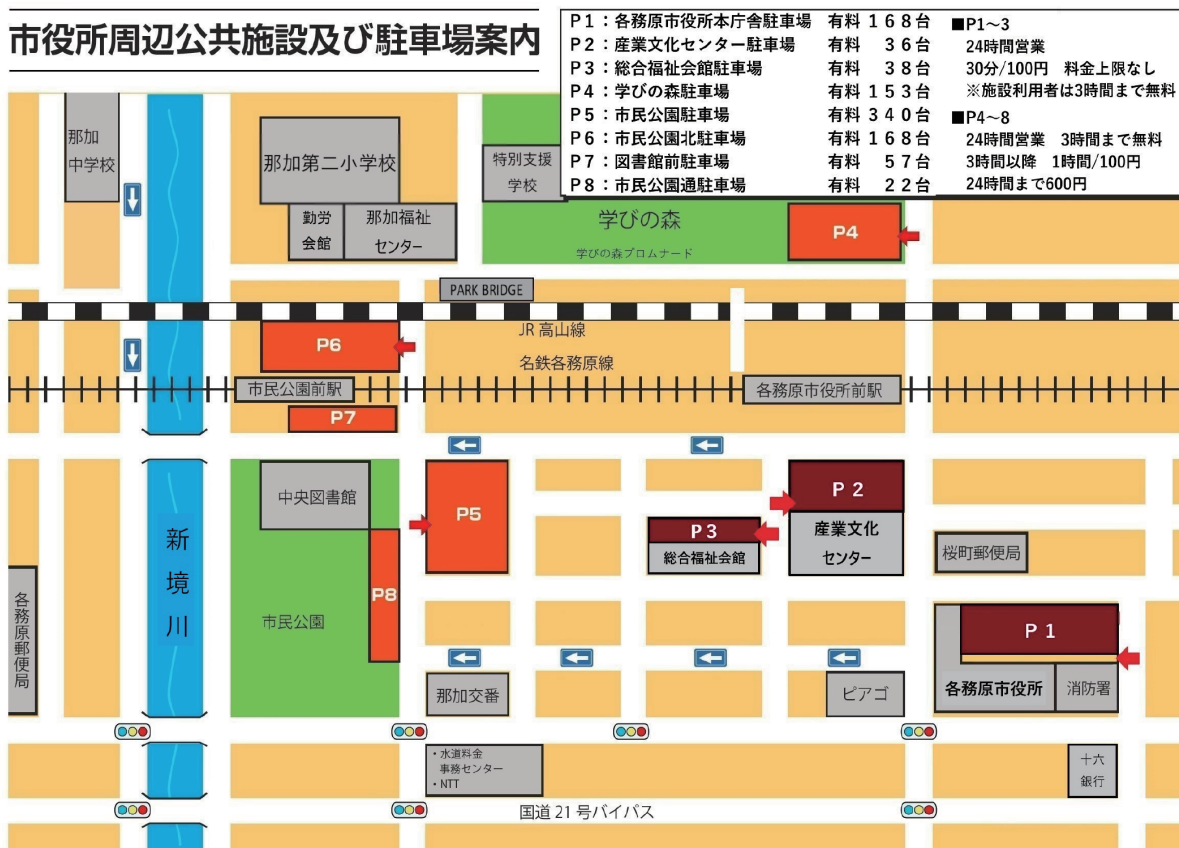 市役所周辺公共施設及び駐車場案内
P1:各務原市役所本庁舎駐車場 有料 168台
P2:産業文化センター駐車場 有料 36台
P3:総合福祉会館駐車場 有料 38台
P4:学びの森駐車場 有料 153台
P5:市民公園駐車場 有料 340台
P6:市民公園北駐車場 有料 168台
P7:図書館前駐車場 有料 57台
P8:市民公園通駐車場 有料 22台
■P1~3
24時間営業
30分/100円 料金上限なし
※施設利用者は3時間まで無料
■P4~8
24時間営業 3時間まで無料
3時間以降 1時間/100円
24時間まで600円
那加
中学校
那加第二小学校
勤労
会館
那加福祉
センター
特別支援
学校
学びの森
学びの森プロムナード
P4
PARK BRIDGE
JR高山線
名鉄各務原線
P6
市民公園前駅
各務原市役所前駅
P7
中央図書館
P5
P2
産業文化
センター
P3
総合福祉会館
桜町郵便局
新境川
各務原郵便局
市民公園
P8
P1
各務原市役所
消防署
那加交番
ピアゴ
・水道料金
事務センター
・NTT
十六
銀行
国道21号バイパス